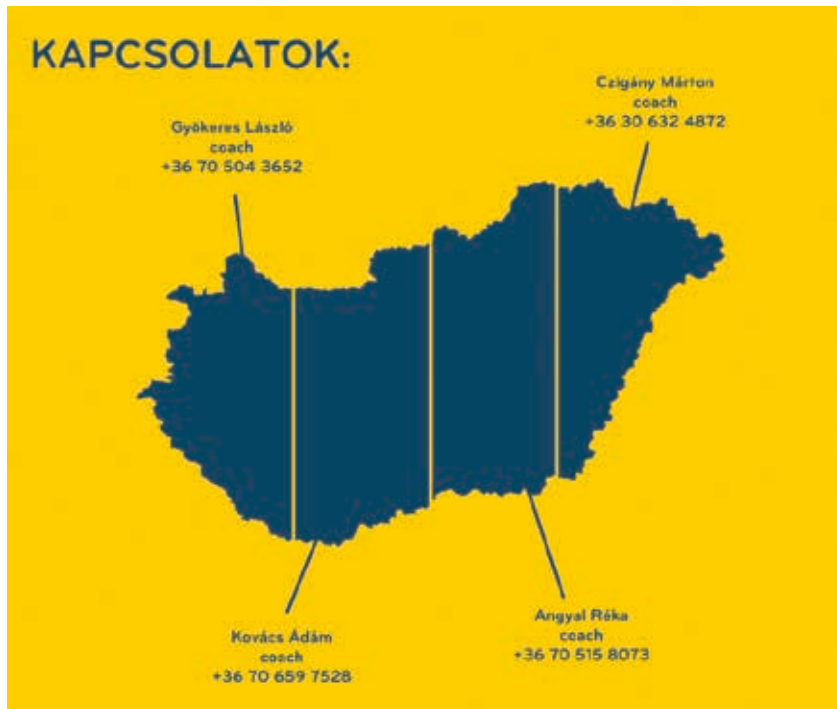 KAPCSOLATOK:
Gyökeres László
coach
+36 70 504 3652
Czigány Márton
coach
+36 30 632 4872
Kovács Ádám
coach
+36 70 659 7528
Angyal Réka
coach
+36 70 515 8073